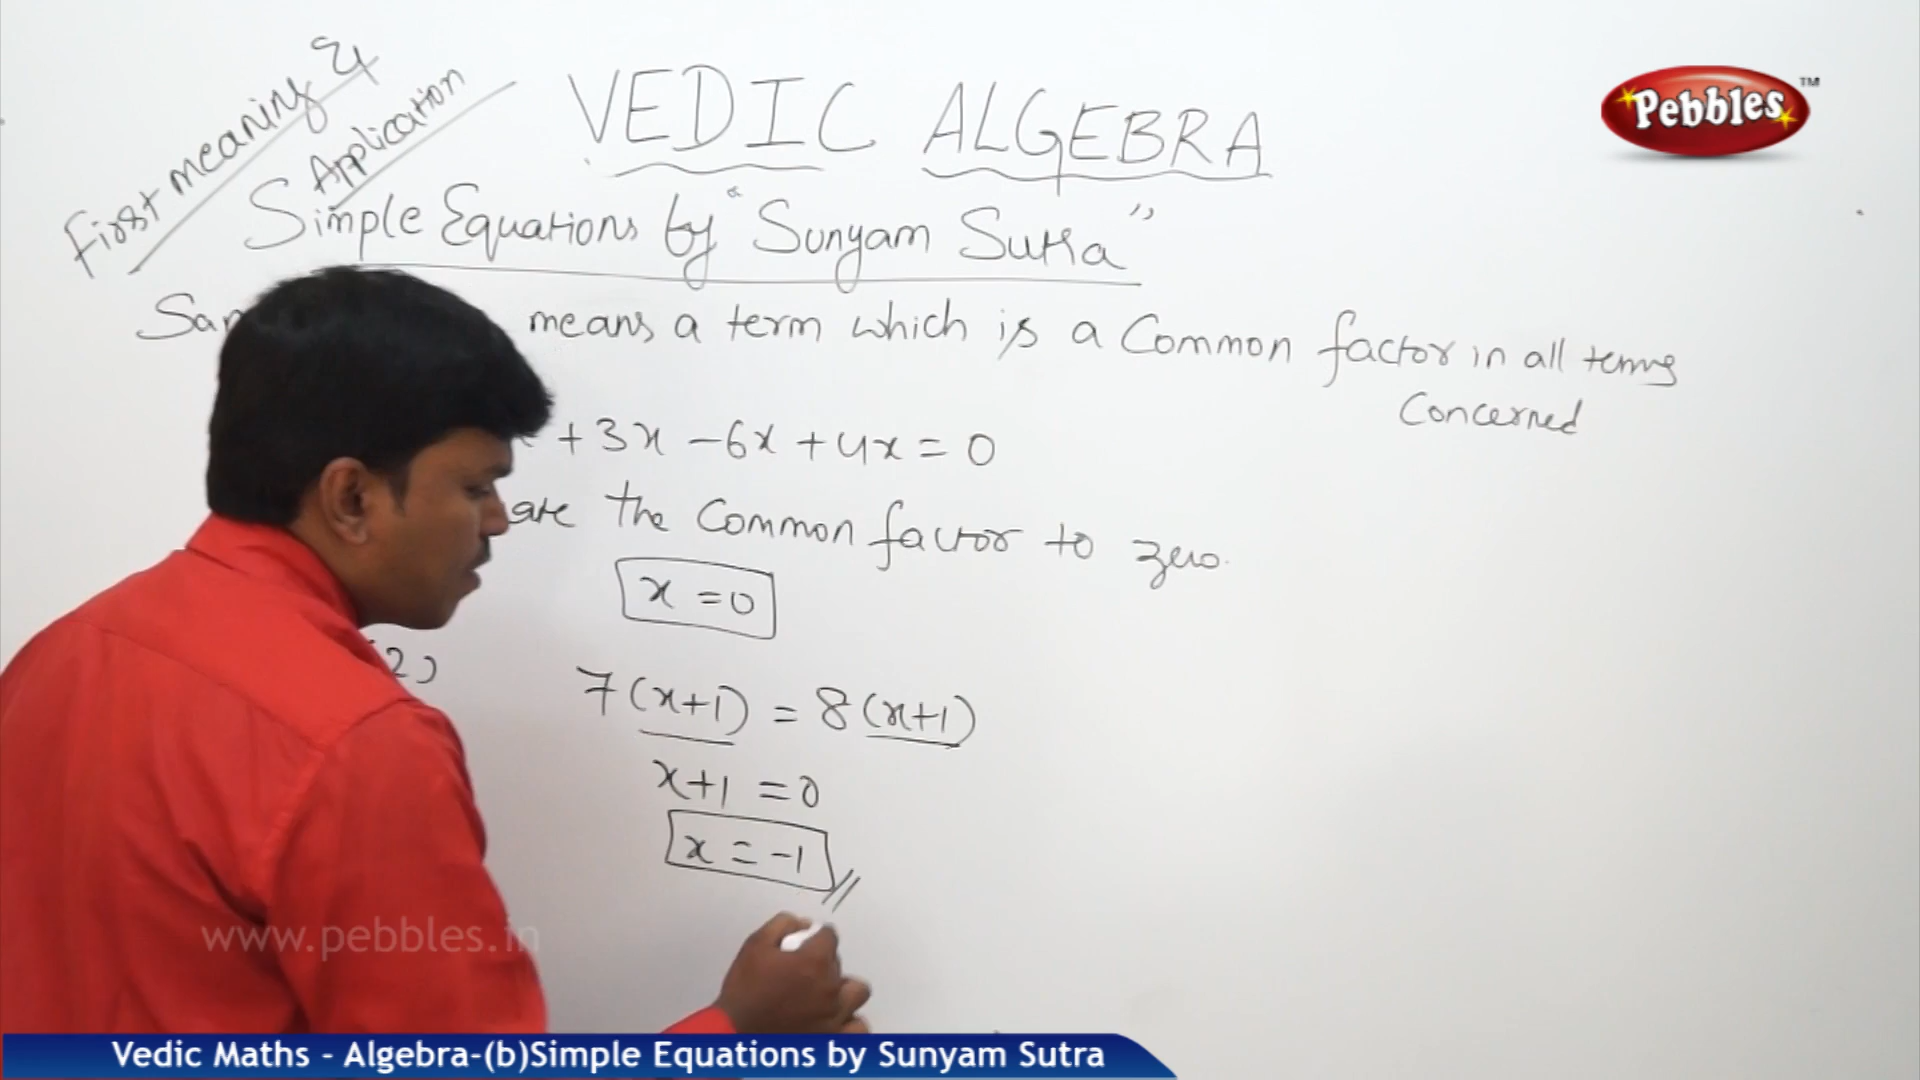 First meaning &
Application
VEDIC ALGEBRA
Simple Equations by "Sunyam Sutra"
means a term which is a Common factor in all terms
Concerned
+3x -6x +4x = 0
the Common factor to zero.
x = 0
2)
7(x+1) = 8(x+1)
x+1 = 0
x = -1
Pebbles™
www.pebbles.in
Vedic Maths - Algebra-(b)Simple Equations by Sunyam Sutra